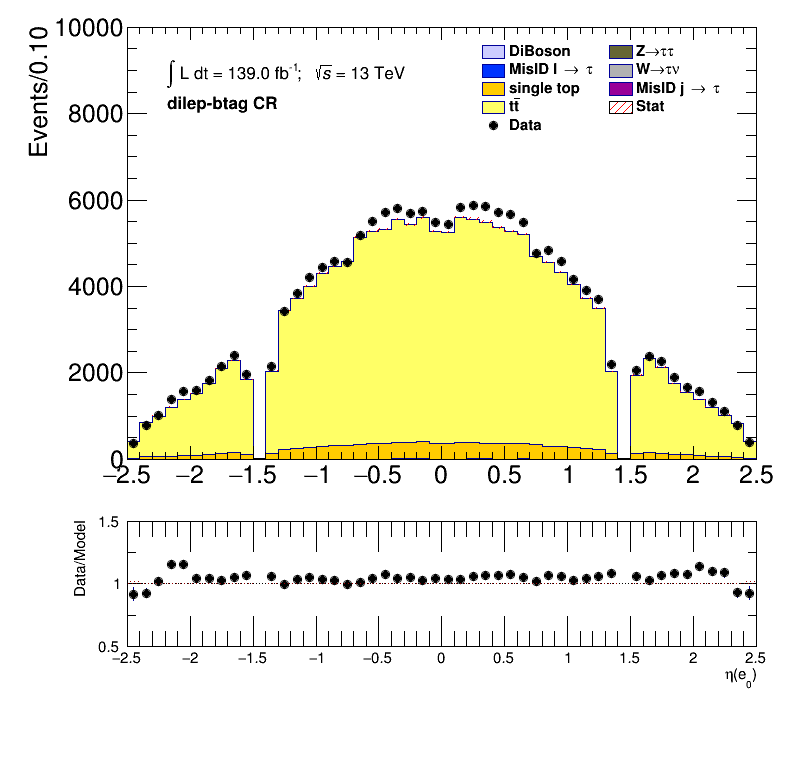 10000
8000
6000
4000
2000
0
Events/0.10
∫ L dt = 139.0 fb⁻¹; √s = 13 TeV
dilep-btag CR
DiBoson
MisID l → τ
single top
tt̄
Data
Z→ττ
W→τν
MisID j → τ
Stat
−2.5 −2 −1.5 −1 −0.5 0 0.5 1 1.5 2 2.5
1.5
1
0.5
Data/Model
−2.5 −2 −1.5 −1 −0.5 0 0.5 1 1.5 2 2.5
η(e₀)